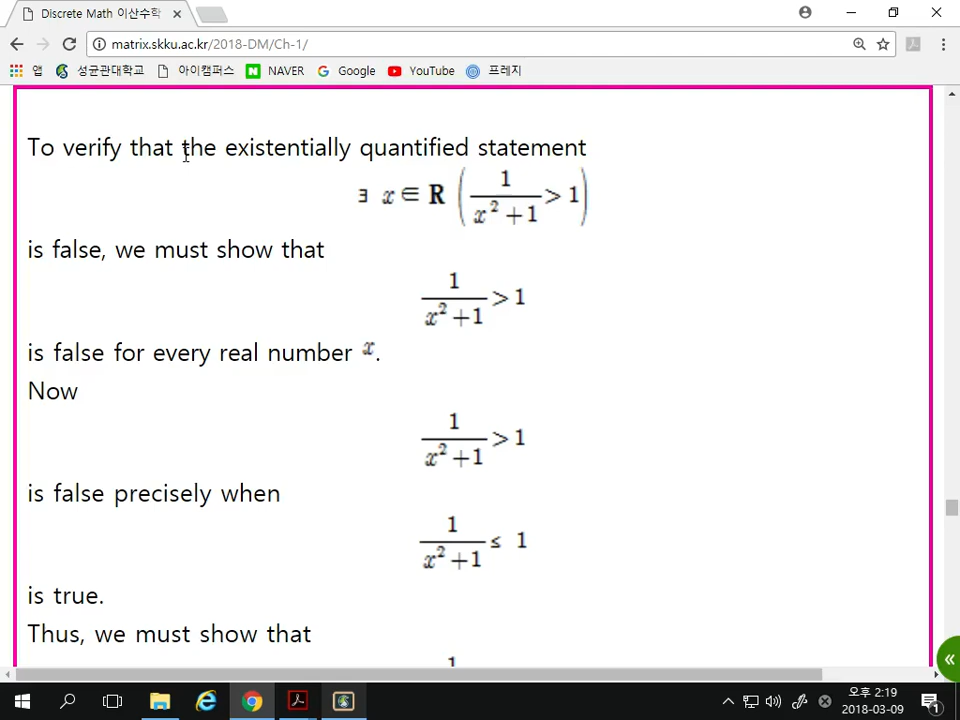 Discrete Math 이산수학
matrix.skku.ac.kr/2018-DM/Ch-1/
앱 성균관대학교 아이캠퍼스 NAVER Google YouTube 프레지
To verify that the existentially quantified statement
∃ x ∈ R (1/(x² + 1) > 1)
is false, we must show that
1/(x² + 1) > 1
is false for every real number x.
Now
1/(x² + 1) > 1
is false precisely when
1/(x² + 1) ≤ 1
is true.
Thus, we must show that
1
오후 2:19
2018-03-09
1